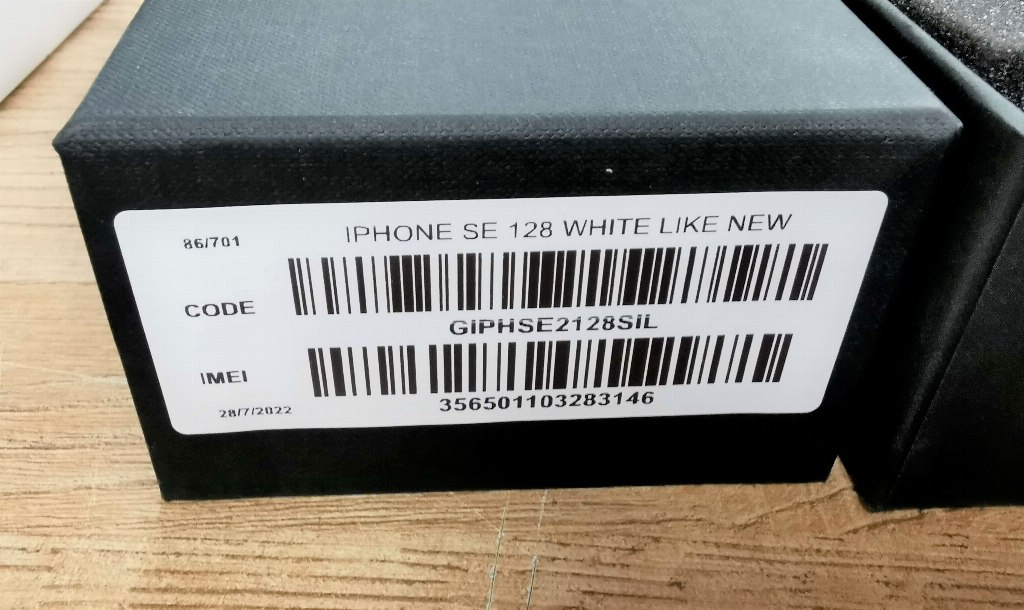 86/701
IPHONE SE 128 WHITE LIKE NEW
CODE
GIPHSE2128SiL
IMEI
356501103283146
28/7/2022